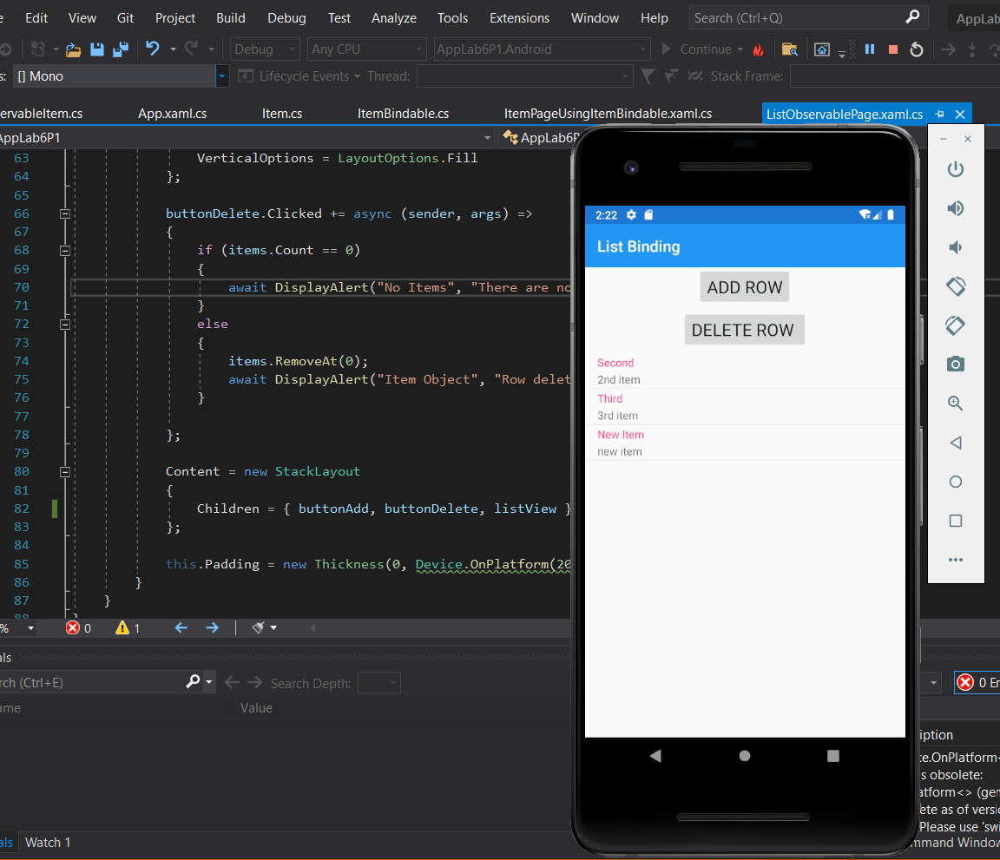 e Edit View Git Project Build Debug Test Analyze Tools Extensions Window Help Search (Ctrl+Q) AppLab
Debug Any CPU AppLab6P1.Android Continue
s: [] Mono Lifecycle Events Thread: Stack Frame:
ervableItem.cs App.xaml.cs Item.cs ItemBindable.cs ItemPageUsingItemBindable.xaml.cs ListObservablePage.xaml.cs
AppLab6P1 AppLab6P
63 VerticalOptions = LayoutOptions.Fill
64 };
65
66 buttonDelete.Clicked += async (sender, args) =>
67 {
68 if (items.Count == 0)
69 {
70 await DisplayAlert("No Items", "There are no
71 }
72 else
73 {
74 items.RemoveAt(0);
75 await DisplayAlert("Item Object", "Row delet
76 }
77
78 };
79
80 Content = new StackLayout
81 {
82 Children = { buttonAdd, buttonDelete, listView }
83 };
84
85 this.Padding = new Thickness(0, Device.OnPlatform(20
86 }
87 }
88 }
% 0 1
als
rch (Ctrl+E) Search Depth:
ame Value
als Watch 1
2:22
List Binding
ADD ROW
DELETE ROW
Second
2nd item
Third
3rd item
New Item
new item
0 Er
iption
e.OnPlatform<
s obsolete:
atform<> (gen
ete as of versio
Please use 'swi
mmand Window